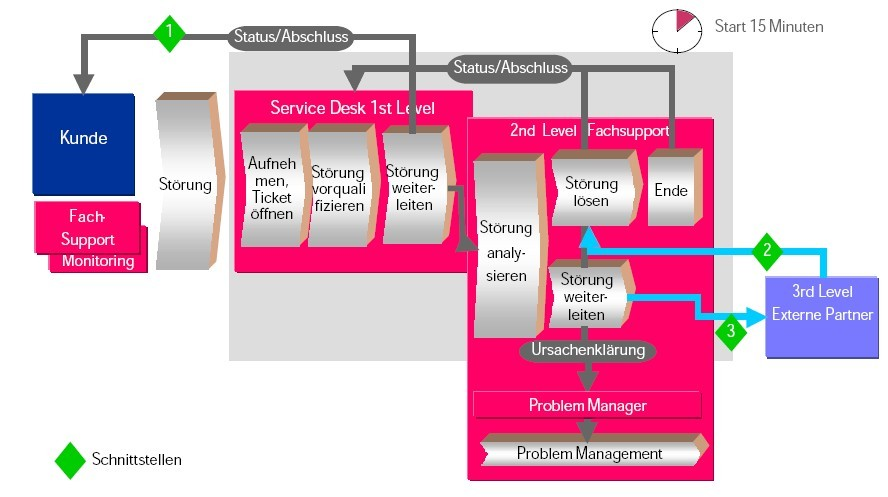 1
Status/Abschluss
Start 15 Minuten
Status/Abschluss
Kunde
Fach-
Support
Monitoring
Störung
Service Desk 1st Level
Aufneh
men,
Ticket
öffnen
Störung
vorquali
fizieren
Störung
weiter-
leiten
2nd Level Fachsupport
Störung
analy-
sieren
Störung
lösen
Ende
Störung
weiter-
leiten
2
3
3rd Level
Externe Partner
Ursachenklärung
Problem Manager
Problem Management
Schnittstellen